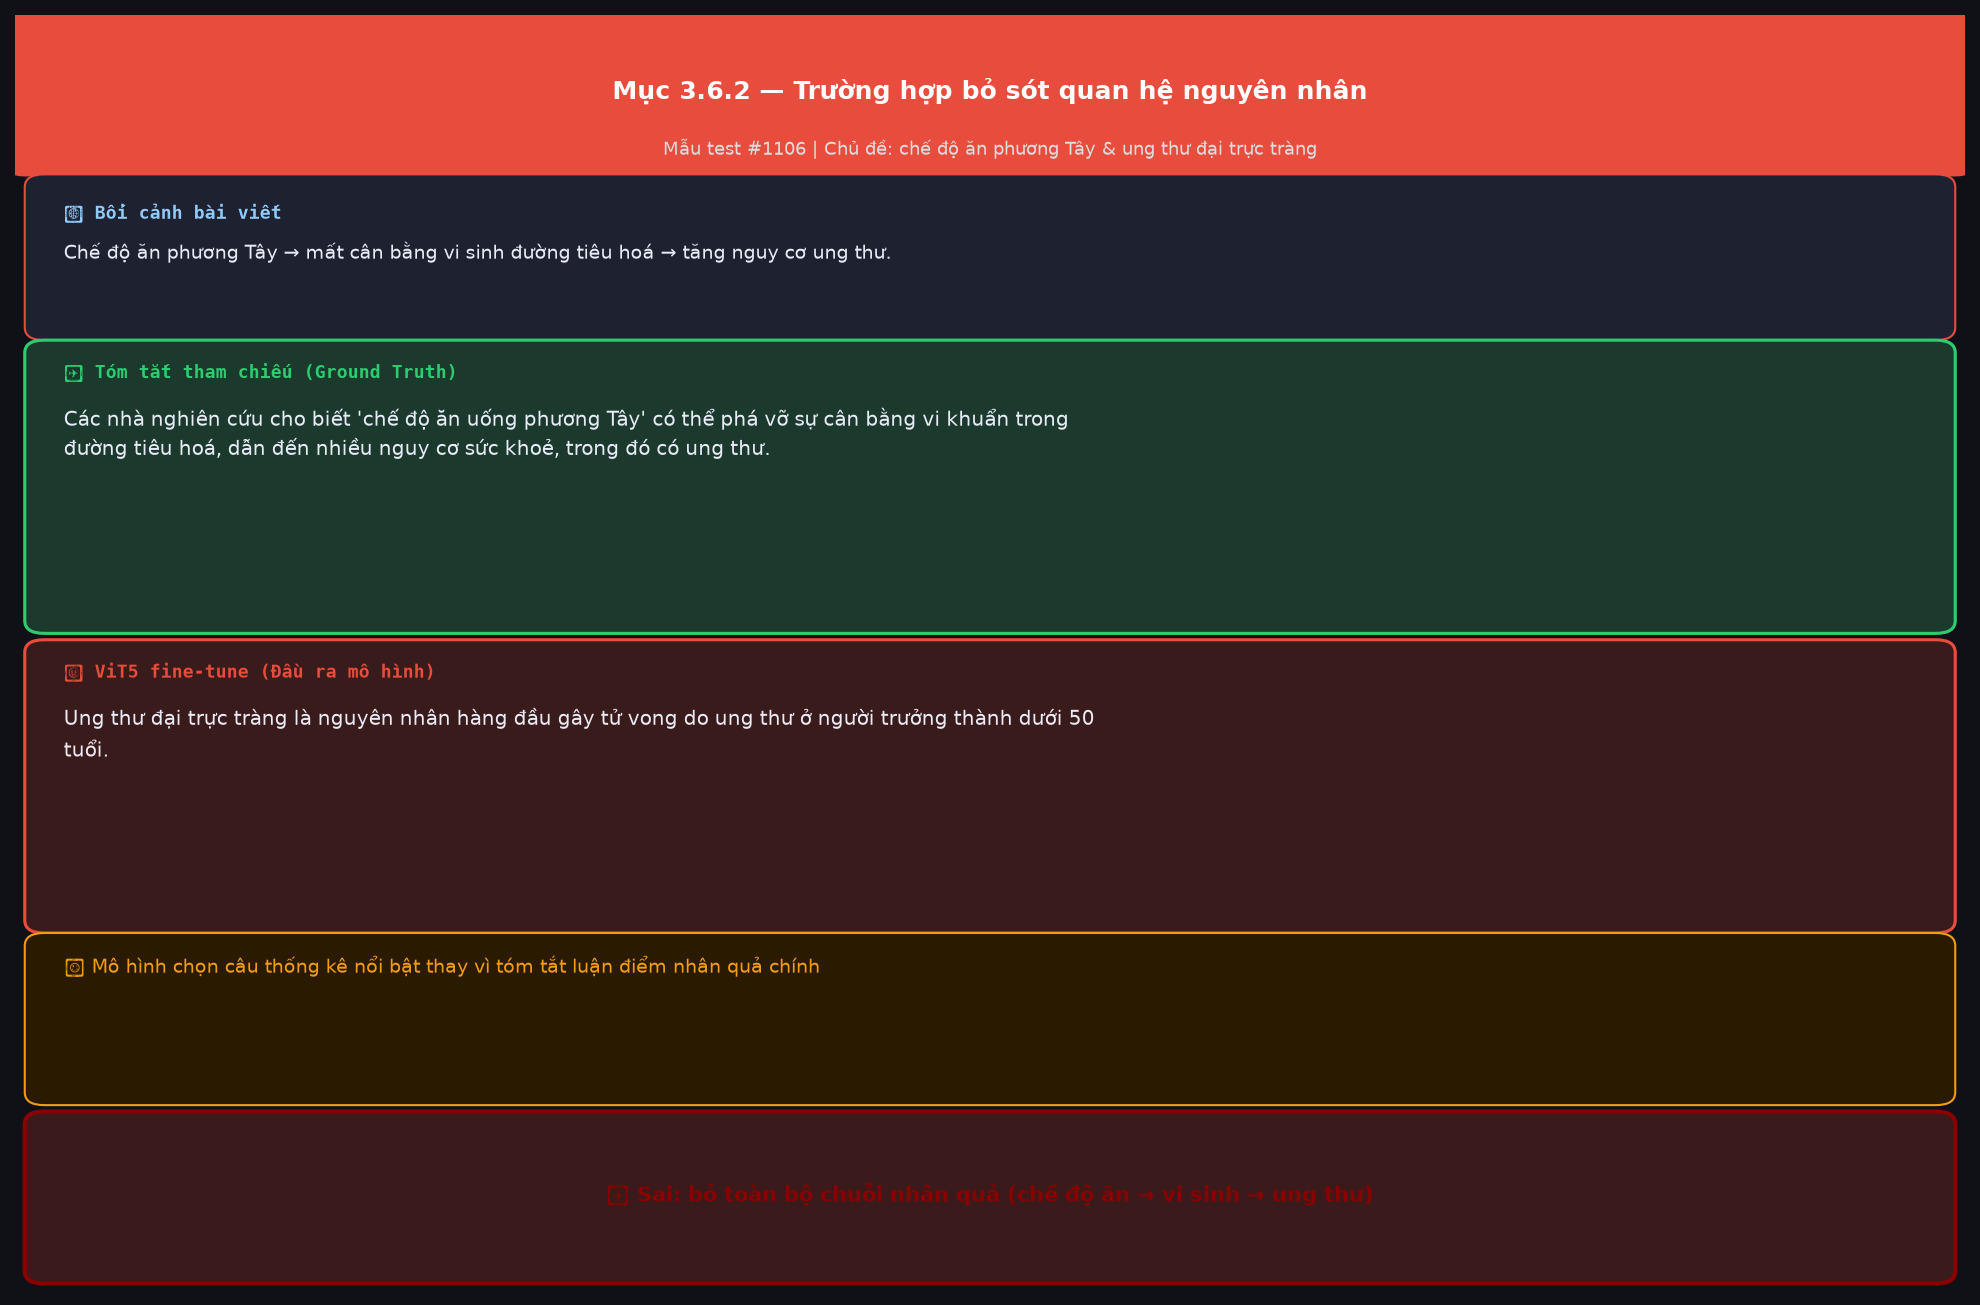 Mục 3.6.2 — Trường hợp bỏ sót quan hệ nguyên nhân
Mẫu test #1106 | Chủ đề: chế độ ăn phương Tây & ung thư đại trực tràng
Bối cảnh bài viết
Chế độ ăn phương Tây → mất cân bằng vi sinh đường tiêu hoá → tăng nguy cơ ung thư.
Tóm tắt tham chiếu (Ground Truth)
Các nhà nghiên cứu cho biết 'chế độ ăn uống phương Tây' có thể phá vỡ sự cân bằng vi khuẩn trong
đường tiêu hoá, dẫn đến nhiều nguy cơ sức khoẻ, trong đó có ung thư.
ViT5 fine-tune (Đầu ra mô hình)
Ung thư đại trực tràng là nguyên nhân hàng đầu gây tử vong do ung thư ở người trưởng thành dưới 50
tuổi.
Mô hình chọn câu thống kê nổi bật thay vì tóm tắt luận điểm nhân quả chính
Sai: bỏ toàn bộ chuỗi nhân quả (chế độ ăn → vi sinh → ung thư)